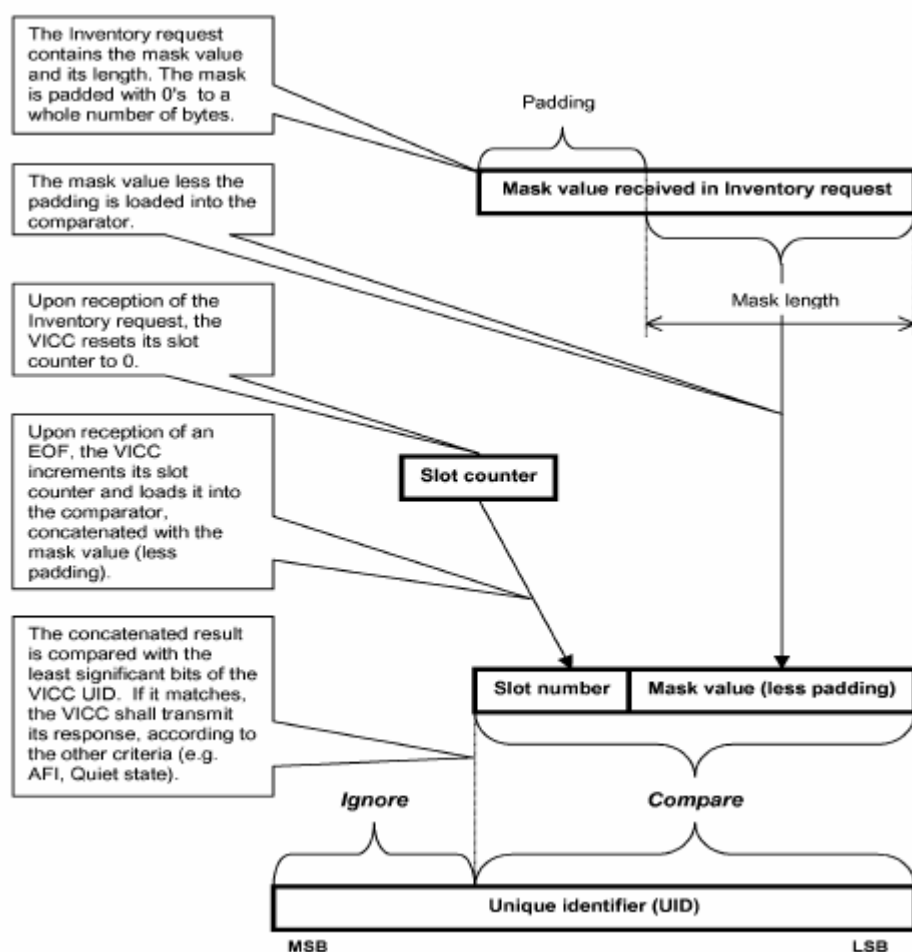 The Inventory request
contains the mask value
and its length. The mask
is padded with 0's to a
whole number of bytes.
Padding
Mask value received in Inventory request
The mask value less the
padding is loaded into the
comparator.
Mask length
Upon reception of the
Inventory request, the
VICC resets its slot
counter to 0.
Upon reception of an
EOF, the VICC
increments its slot
counter and loads it into
the comparator,
concatenated with the
mask value (less
padding).
Slot counter
The concatenated result
is compared with the
least significant bits of the
VICC UID. If it matches,
the VICC shall transmit
its response, according to
the other criteria (e.g.
AFI, Quiet state).
Slot number
Mask value (less padding)
Ignore
Compare
Unique identifier (UID)
MSB
LSB